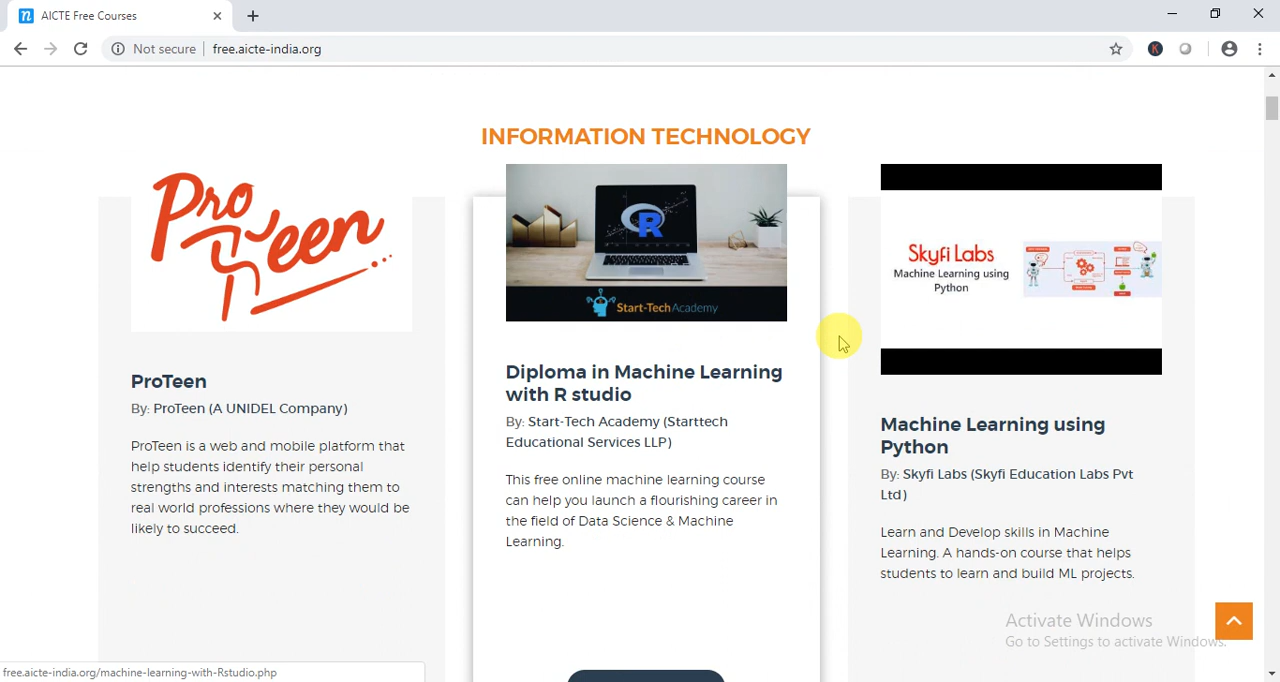 AICTE Free Courses
Not secure
free.aicte-india.org
K
INFORMATION TECHNOLOGY
ProTeen
ProTeen
By: ProTeen (A UNIDEL Company)
ProTeen is a web and mobile platform that
help students identify their personal
strengths and interests matching them to
real world professions where they would be
likely to succeed.
R
Start-TechAcademy
Diploma in Machine Learning
with R studio
By: Start-Tech Academy (Starttech
Educational Services LLP)
This free online machine learning course
can help you launch a flourishing career in
the field of Data Science & Machine
Learning.
Skyfi Labs
Machine Learning using
Python
Machine Learning using
Python
By: Skyfi Labs (Skyfi Education Labs Pvt
Ltd)
Learn and Develop skills in Machine
Learning. A hands-on course that helps
students to learn and build ML projects.
Activate Windows
Go to Settings to activate Windows.
free.aicte-india.org/machine-learning-with-Rstudio.php